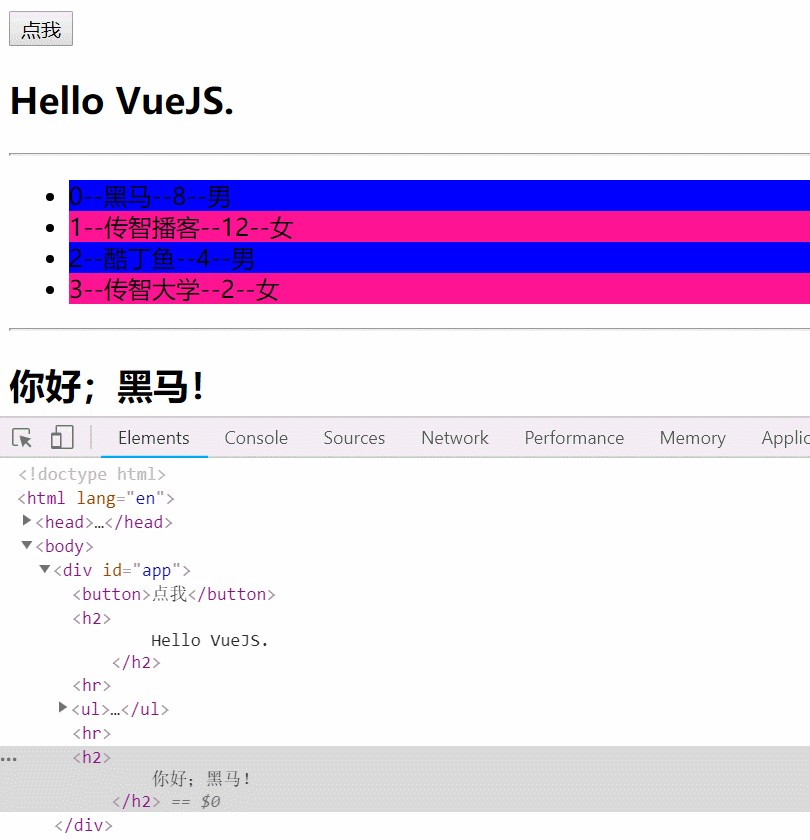 点我
Hello VueJS.
0--黑马--8--男
1--传智播客--12--女
2--酷丁鱼--4--男
3--传智大学--2--女
你好；黑马！
Elements Console Sources Network Performance Memory Applic
<!doctype html>
<html lang="en">
<head>…</head>
<body>
<div id="app">
<button>点我</button>
<h2>
Hello VueJS.
</h2>
<hr>
<ul>…</ul>
<hr>
<h2>
你好；黑马！
</h2> == $0
</div>